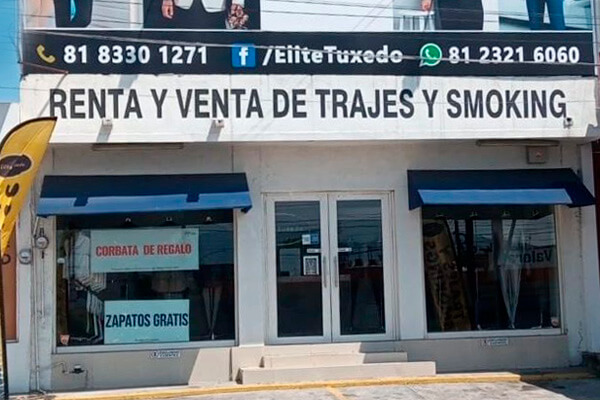 81 8330 1271 /EliteTuxedo 81 2321 6060
RENTA Y VENTA DE TRAJES Y SMOKING
CORBATA DE REGALO
ZAPATOS GRATIS